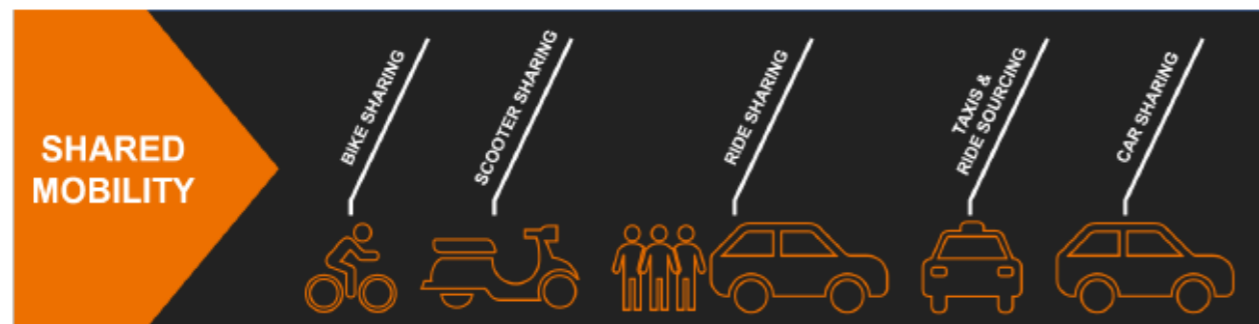 SHARED
MOBILITY
BIKE SHARING
SCOOTER SHARING
RIDE SHARING
TAXIS &
RIDE SOURCING
CAR SHARING